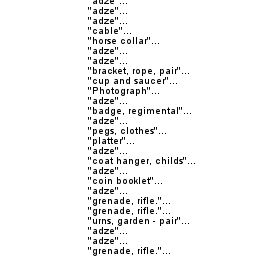 "adze"...
"adze"...
"adze"...
"cable"...
"horse collar"...
"adze"...
"adze"...
"bracket, rope, pair"...
"cup and saucer"...
"Photograph"...
"adze"...
"badge, regimental"...
"adze"...
"pegs, clothes"...
"platter"...
"adze"...
"coat hanger, childs"...
"adze"...
"coin booklet"...
"adze"...
"grenade, rifle."...
"grenade, rifle."...
"urns, garden - pair"...
"adze"...
"adze"...
"grenade, rifle."...